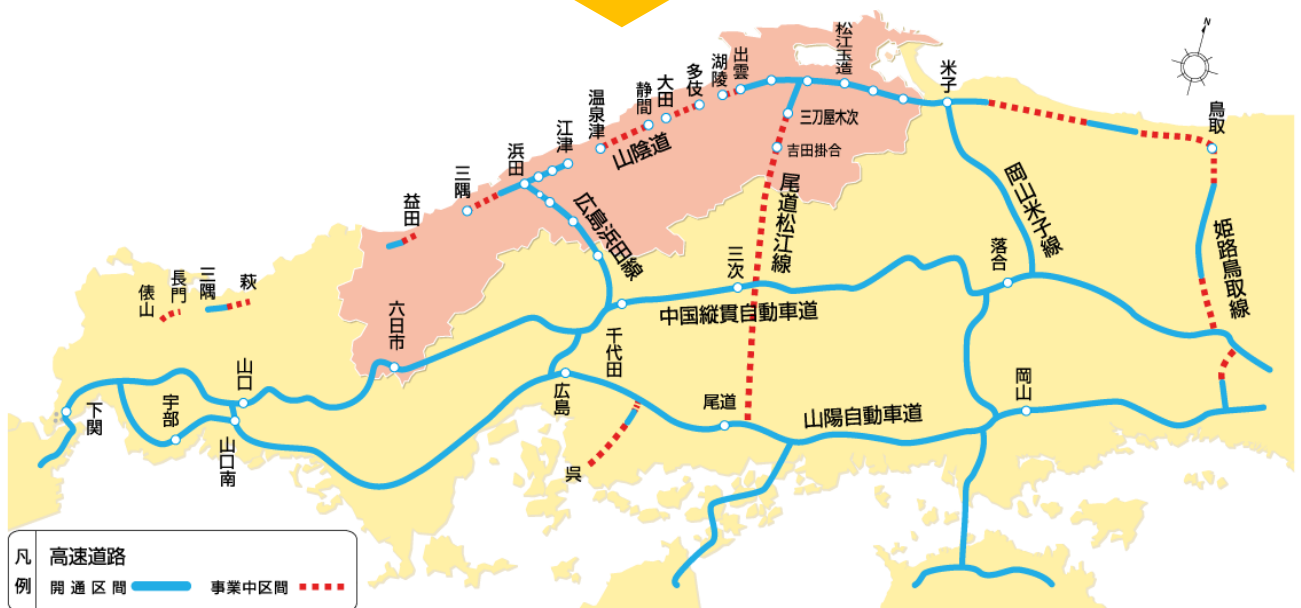 N
松江玉造
出雲
湖陵
多伎
大田
静間
温泉津
江津
浜田
三隅
益田
米子
鳥取
三刀屋木次
吉田掛合
山陰道
広島浜田線
尾道松江線
岡山米子線
姫路鳥取線
萩
三隅
長門
俵山
六日市
三次
落合
中国縦貫自動車道
千代田
山口
宇部
下関
山口南
広島
尾道
岡山
山陽自動車道
呉
凡例
高速道路
開通区間
事業中区間